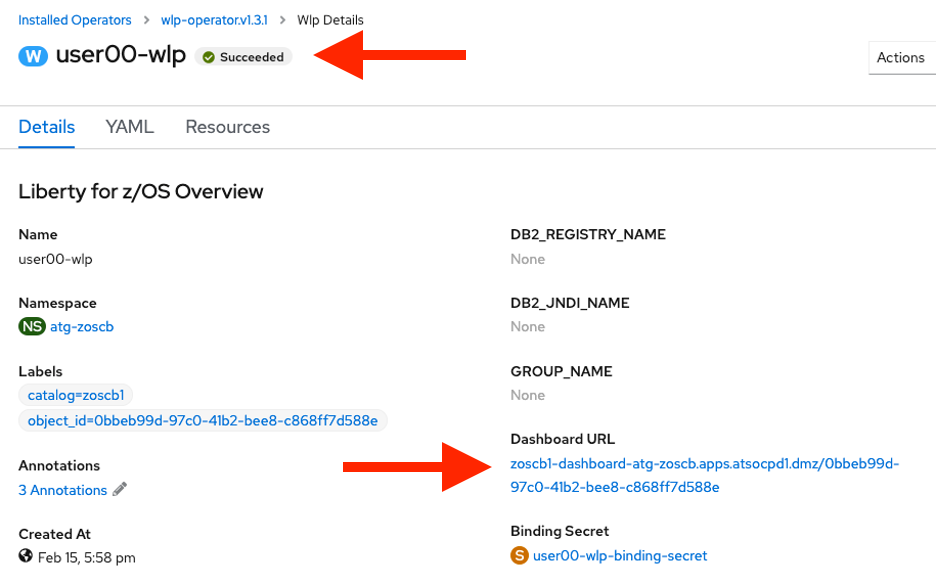 Installed Operators > wlp-operator.v1.3.1 > Wlp Details
W user00-wlp Succeeded
Actions
Details YAML Resources
Liberty for z/OS Overview
Name
user00-wlp
Namespace
NS atg-zoscb
Labels
catalog=zoscb1
object_id=0bbeb99d-97c0-41b2-bee8-c868ff7d588e
Annotations
3 Annotations
Created At
Feb 15, 5:58 pm
DB2_REGISTRY_NAME
None
DB2_JNDI_NAME
None
GROUP_NAME
None
Dashboard URL
zoscb1-dashboard-atg-zoscb.apps.atsocpd1.dmz/0bbeb99d-
97c0-41b2-bee8-c868ff7d588e
Binding Secret
S user00-wlp-binding-secret